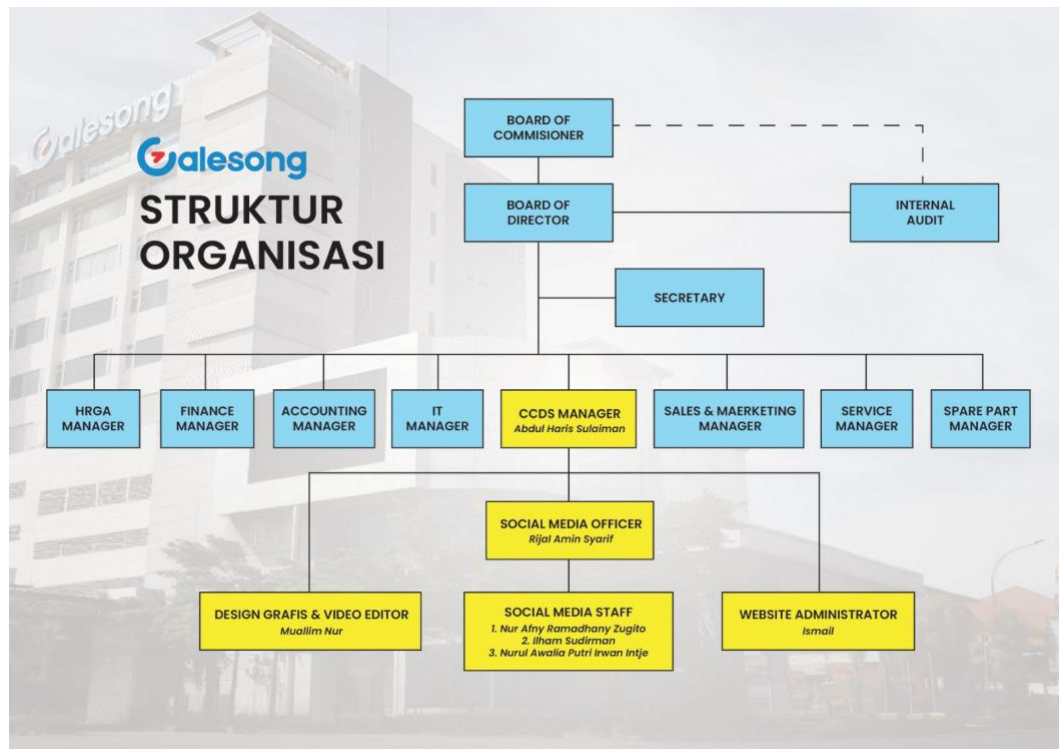 Galesong
Galesong
STRUKTUR
ORGANISASI
BOARD OF
COMMISIONER
BOARD OF
DIRECTOR
INTERNAL
AUDIT
SECRETARY
HRGA
MANAGER
FINANCE
MANAGER
ACCOUNTING
MANAGER
IT
MANAGER
CCDS MANAGER
Abdul Haris Sulaiman
SALES & MAERKETING
MANAGER
SERVICE
MANAGER
SPARE PART
MANAGER
SOCIAL MEDIA OFFICER
Rijal Amin Syarif
DESIGN GRAFIS & VIDEO EDITOR
Muallim Nur
SOCIAL MEDIA STAFF
1. Nur Afny Ramadhany Zugito
2. Ilham Sudirman
3. Nurul Awalia Putri Irwan Intje
WEBSITE ADMINISTRATOR
Ismail